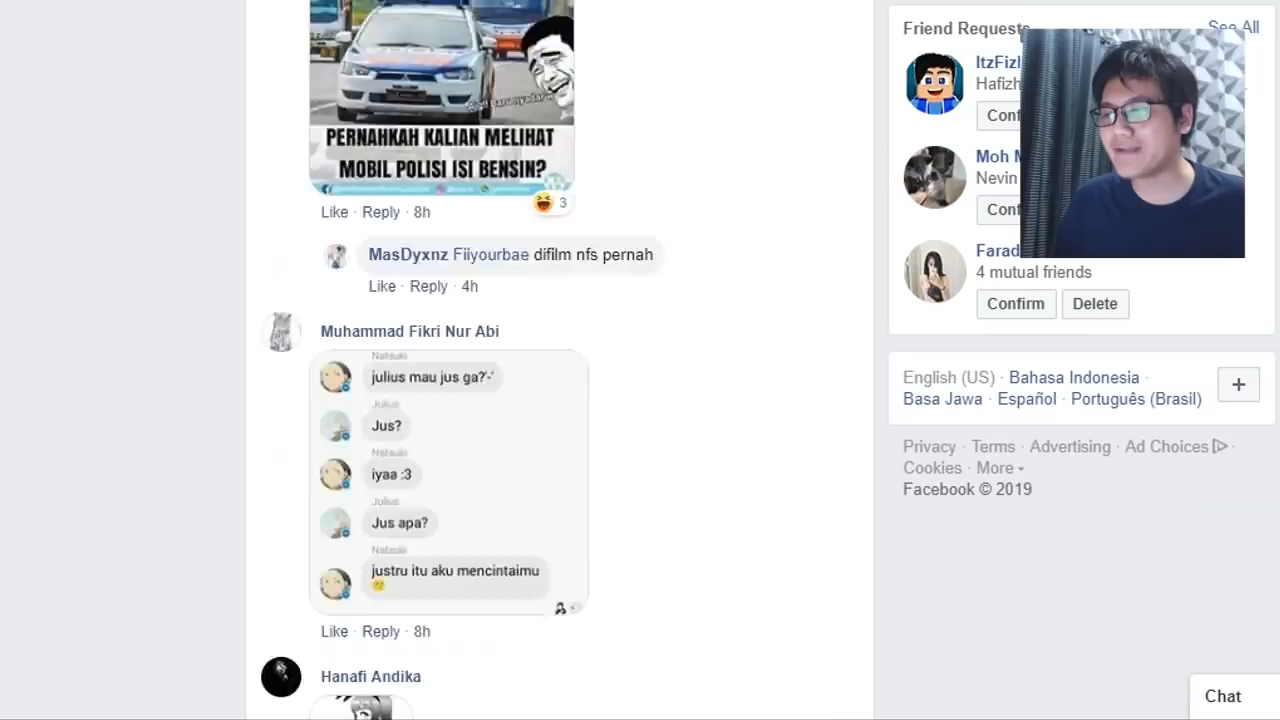 PERNAHKAH KALIAN MELIHAT
MOBIL POLISI ISI BENSIN?
Like · Reply · 8h
3
MasDyxnz Fiiyourbae difilm nfs pernah
Like · Reply · 4h
Muhammad Fikri Nur Abi
Natsuki
julius mau jus ga?'-'
Julius
Jus?
Natsuki
iyaa :3
Julius
Jus apa?
Natsuki
justru itu aku mencintaimu
Like · Reply · 8h
Hanafi Andika
Friend Requests
See All
ItzFizh
Hafizh
Conf
Moh M
Nevin
Conf
Farad
4 mutual friends
Confirm
Delete
English (US) · Bahasa Indonesia ·
Basa Jawa · Español · Português (Brasil)
+
Privacy · Terms · Advertising · Ad Choices ·
Cookies · More
Facebook © 2019
Chat